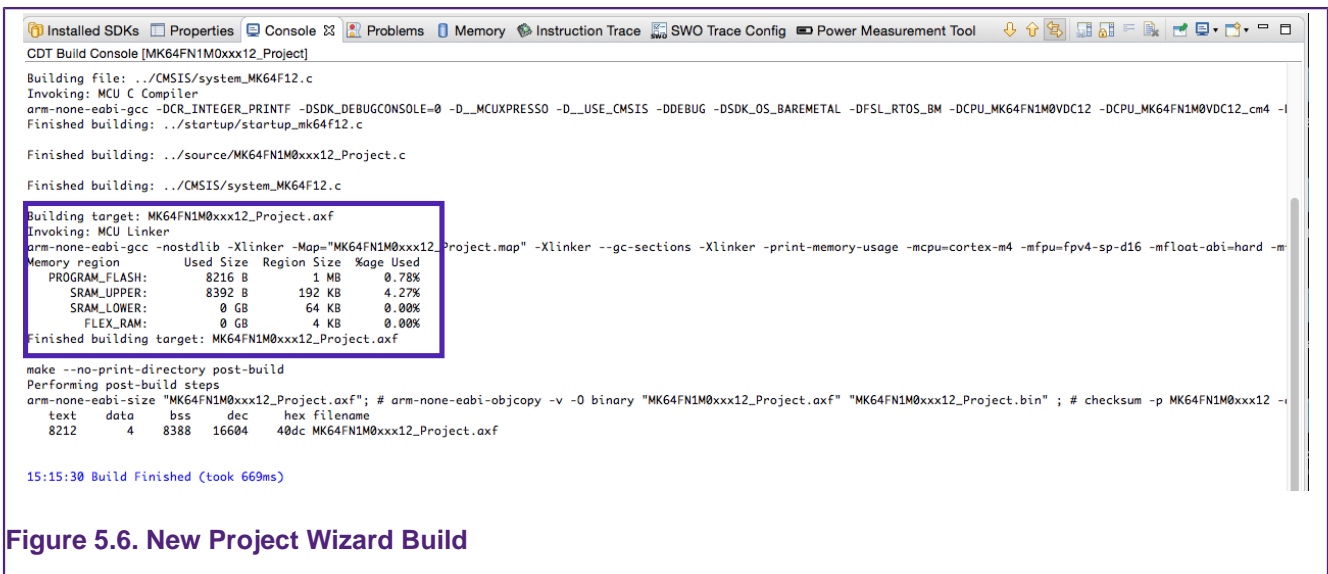 Installed SDKs Properties Console Problems Memory Instruction Trace SWO Trace Config Power Measurement Tool
CDT Build Console [MK64FN1M0xxx12_Project]
Building file: ../CMSIS/system_MK64F12.c
Invoking: MCU C Compiler
arm-none-eabi-gcc -DCR_INTEGER_PRINTF -DSDK_DEBUGCONSOLE=0 -D__MCUXPRESSO -D__USE_CMSIS -DDEBUG -DSDK_OS_BAREMETAL -DFSL_RTOS_BM -DCPU_MK64FN1M0VDC12 -DCPU_MK64FN1M0VDC12_cm4 -
Finished building: ../startup/startup_mk64f12.c
Finished building: ../source/MK64FN1M0xxx12_Project.c
Finished building: ../CMSIS/system_MK64F12.c
Building target: MK64FN1M0xxx12_Project.axf
Invoking: MCU Linker
arm-none-eabi-gcc -nostdlib -Xlinker -Map="MK64FN1M0xxx12_Project.map" -Xlinker --gc-sections -Xlinker -print-memory-usage -mcpu=cortex-m4 -mfpu=fpv4-sp-d16 -mfloat-abi=hard -m
Memory region Used Size Region Size %age Used
PROGRAM_FLASH: 8216 B 1 MB 0.78%
SRAM_UPPER: 8392 B 192 KB 4.27%
SRAM_LOWER: 0 GB 64 KB 0.00%
FLEX_RAM: 0 GB 4 KB 0.00%
Finished building target: MK64FN1M0xxx12_Project.axf
make --no-print-directory post-build
Performing post-build steps
arm-none-eabi-size "MK64FN1M0xxx12_Project.axf"; # arm-none-eabi-objcopy -v -O binary "MK64FN1M0xxx12_Project.axf" "MK64FN1M0xxx12_Project.bin" ; # checksum -p MK64FN1M0xxx12 -
text data bss dec hex filename
8212 4 8388 16604 40dc MK64FN1M0xxx12_Project.axf
15:15:30 Build Finished (took 669ms)
Figure 5.6. New Project Wizard Build